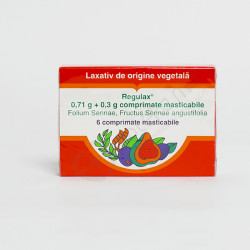 Laxativ de origine vegetală
Regulax®
0,71 g + 0,3 g comprimate masticabile
Folium Sennae, Fructus Sennae angustifolia
6 comprimate masticabile